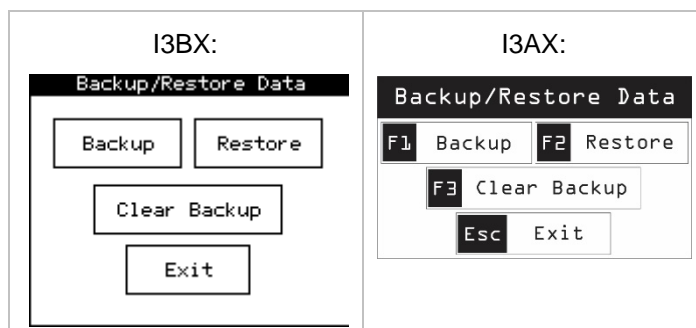 I3BX:
Backup/Restore Data
Backup Restore
Clear Backup
Exit
I3AX:
Backup/Restore Data
F1 Backup F2 Restore
F3 Clear Backup
Esc Exit